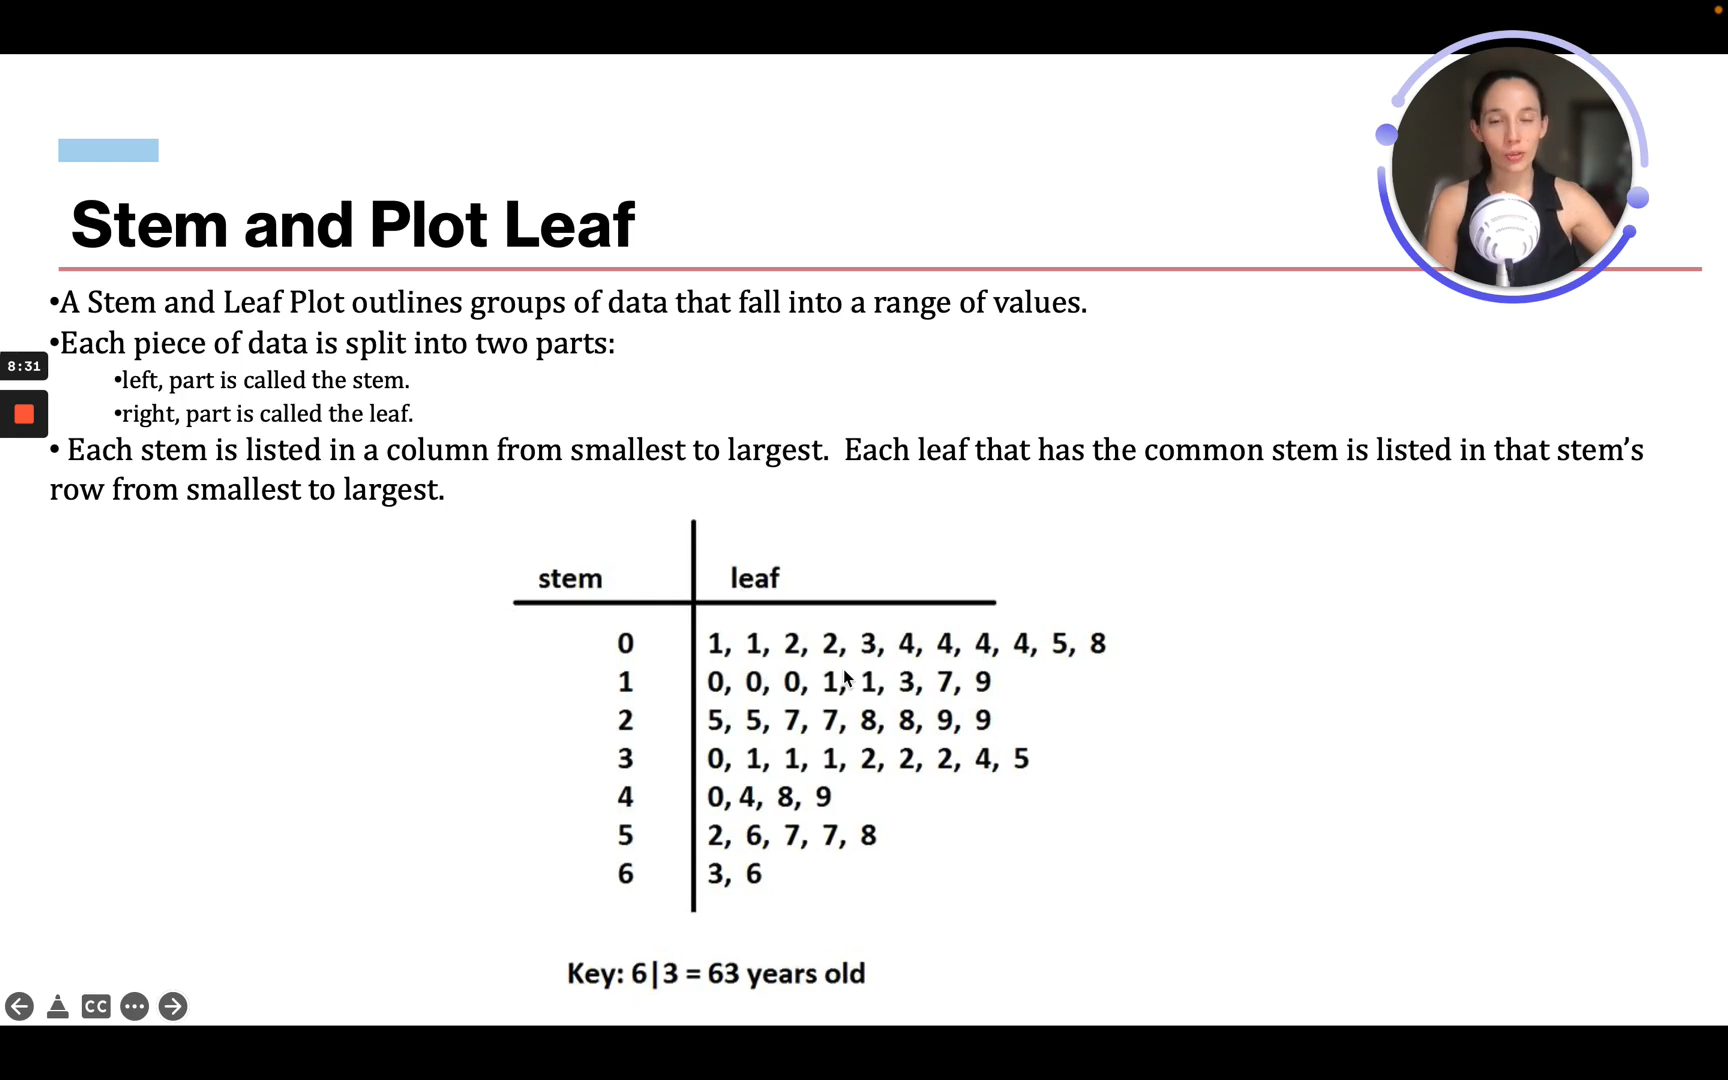 Stem and Plot Leaf
•A Stem and Leaf Plot outlines groups of data that fall into a range of values.
•Each piece of data is split into two parts:
8:31
•left, part is called the stem.
•right, part is called the leaf.
• Each stem is listed in a column from smallest to largest.  Each leaf that has the common stem is listed in that stem’s
row from smallest to largest.
stem leaf
0 1, 1, 2, 2, 3, 4, 4, 4, 4, 5, 8
1 0, 0, 0, 1, 1, 3, 7, 9
2 5, 5, 7, 7, 8, 8, 9, 9
3 0, 1, 1, 1, 2, 2, 2, 4, 5
4 0, 4, 8, 9
5 2, 6, 7, 7, 8
6 3, 6
Key: 6|3 = 63 years old
CC